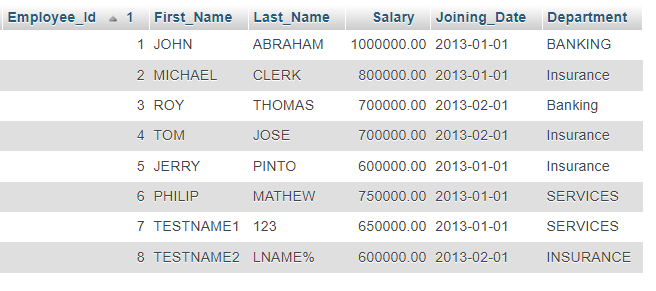 Employee_Id 1 First_Name Last_Name Salary Joining_Date Department
1 JOHN ABRAHAM 1000000.00 2013-01-01 BANKING
2 MICHAEL CLERK 800000.00 2013-01-01 Insurance
3 ROY THOMAS 700000.00 2013-02-01 Banking
4 TOM JOSE 700000.00 2013-02-01 Insurance
5 JERRY PINTO 600000.00 2013-01-01 Insurance
6 PHILIP MATHEW 750000.00 2013-01-01 SERVICES
7 TESTNAME1 123 650000.00 2013-01-01 SERVICES
8 TESTNAME2 LNAME% 600000.00 2013-02-01 INSURANCE